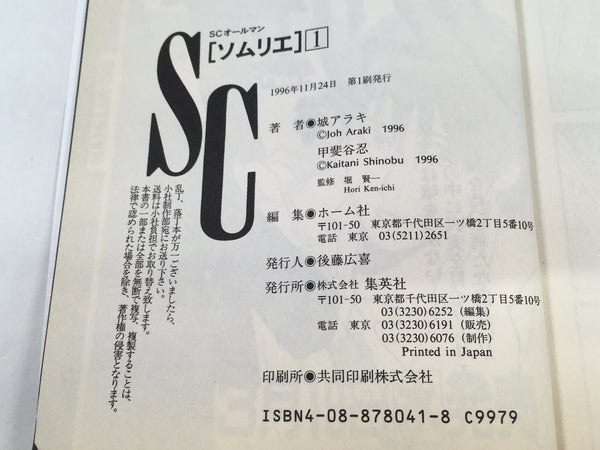 SCオールマン
[ソムリエ]1
SC
1996年11月24日 第1刷発行
著者◉城アラキ
©Joh Araki 1996
甲斐谷忍
©Kaitani Shinobu 1996
監修 堀 賢一
Hori Ken-ichi
編集◉ホーム社
〒101-50 東京都千代田区一ツ橋2丁目5番10号
電話 東京 03(5211)2651
発行人◉後藤広喜
発行所◉株式会社 集英社
〒101-50 東京都千代田区一ツ橋2丁目5番10号
03(3230)6252(編集)
電話 東京 03(3230)6191(販売)
03(3230)6076(制作)
Printed in Japan
印刷所◉共同印刷株式会社
ISBN4-08-878041-8 C9979
乱丁、落丁本が万一ございましたら、
小社制作部宛にお送り下さい。
送料は小社負担でお取り替え致します。
本書の一部または全部を無断で複写、複製することは、
法律で認められた場合を除き、著作権の侵害となります。